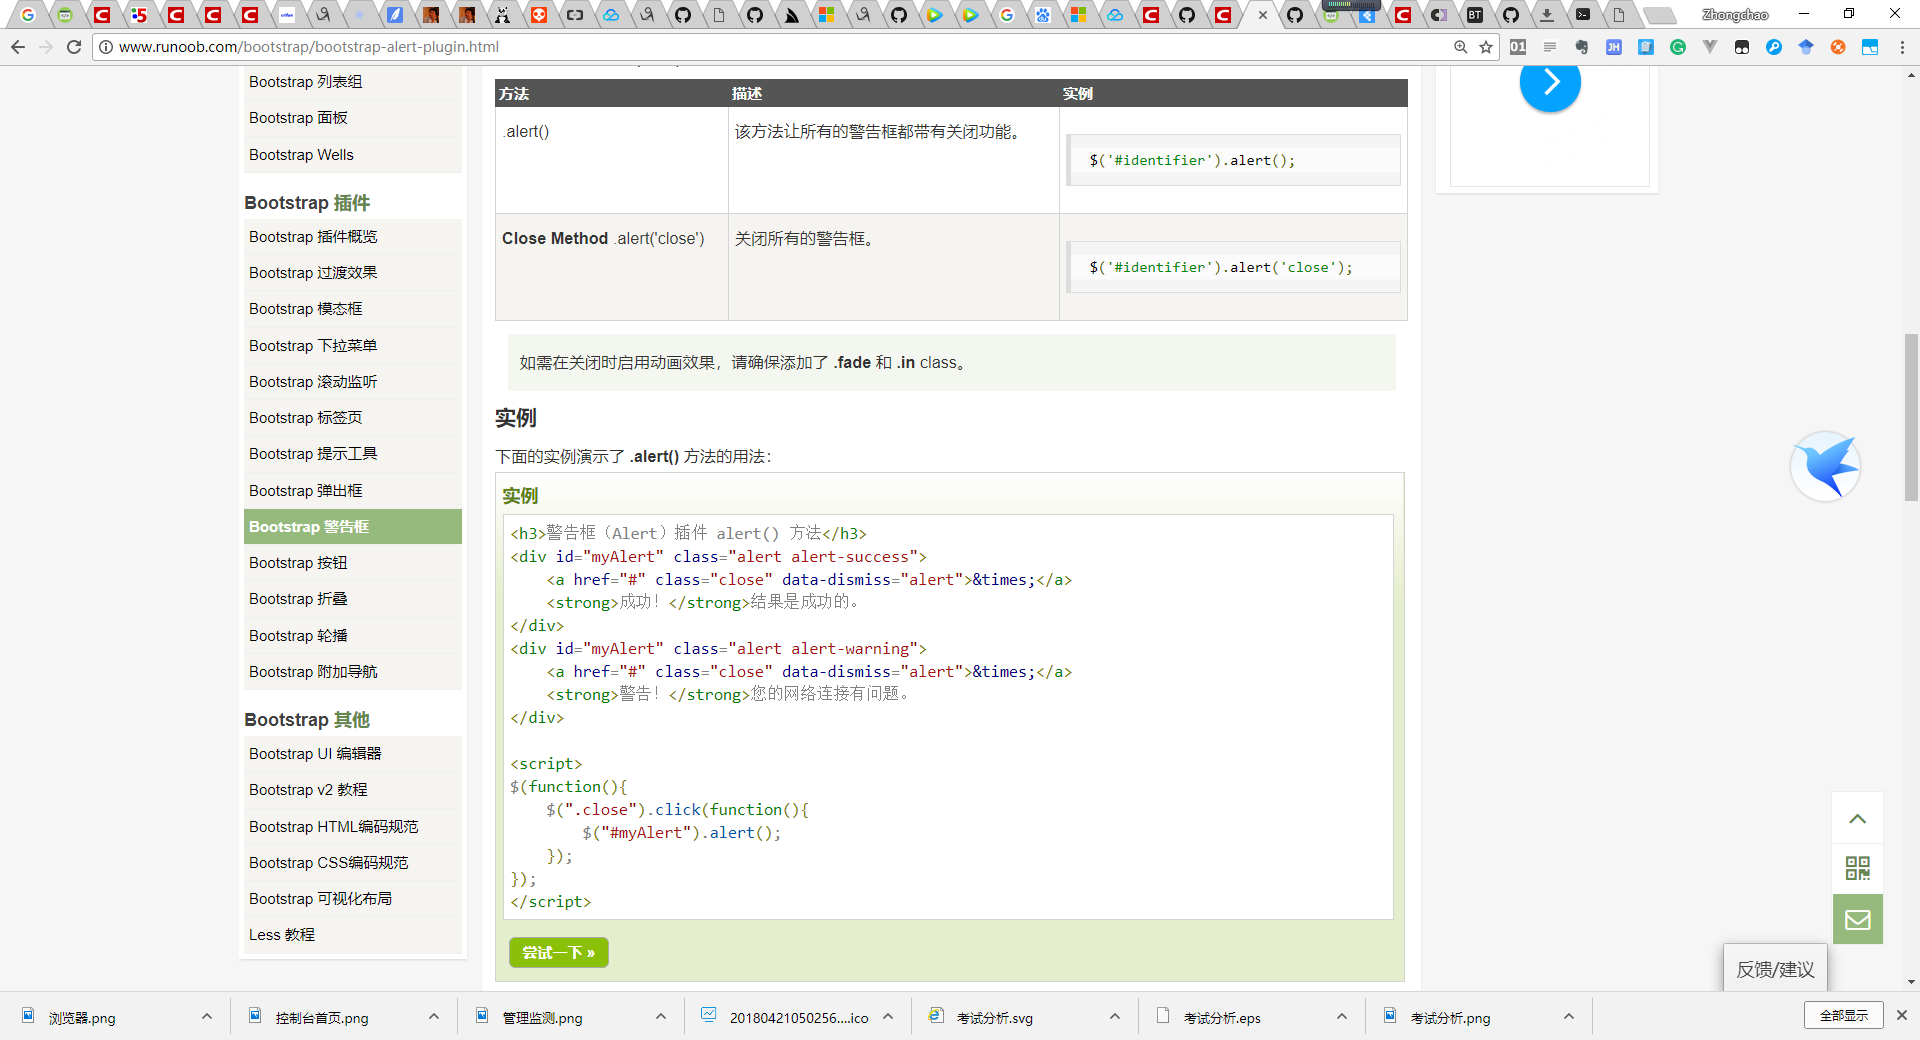 Zhongchao
www.runoob.com/bootstrap/bootstrap-alert-plugin.html
Bootstrap 列表组
Bootstrap 面板
Bootstrap Wells
Bootstrap 插件
Bootstrap 插件概览
Bootstrap 过渡效果
Bootstrap 模态框
Bootstrap 下拉菜单
Bootstrap 滚动监听
Bootstrap 标签页
Bootstrap 提示工具
Bootstrap 弹出框
Bootstrap 警告框
Bootstrap 按钮
Bootstrap 折叠
Bootstrap 轮播
Bootstrap 附加导航
Bootstrap 其他
Bootstrap UI 编辑器
Bootstrap v2 教程
Bootstrap HTML编码规范
Bootstrap CSS编码规范
Bootstrap 可视化布局
Less 教程
方法 描述 实例
.alert() 该方法让所有的警告框都带有关闭功能。 $('#identifier').alert();
Close Method .alert('close') 关闭所有的警告框。 $('#identifier').alert('close');
如需在关闭时启用动画效果，请确保添加了 .fade 和 .in class。
实例
下面的实例演示了 .alert() 方法的用法：
实例
<h3>警告框（Alert）插件 alert() 方法</h3>
<div id="myAlert" class="alert alert-success">
    <a href="#" class="close" data-dismiss="alert">&times;</a>
    <strong>成功！</strong>结果是成功的。
</div>
<div id="myAlert" class="alert alert-warning">
    <a href="#" class="close" data-dismiss="alert">&times;</a>
    <strong>警告！</strong>您的网络连接有问题。
</div>
<script>
$(function(){
    $(".close").click(function(){
        $("#myAlert").alert();
    });
});
</script>
尝试一下 »
反馈/建议
浏览器.png
控制台首页.png
管理监测.png
20180421050256....ico
考试分析.svg
考试分析.eps
考试分析.png
全部显示